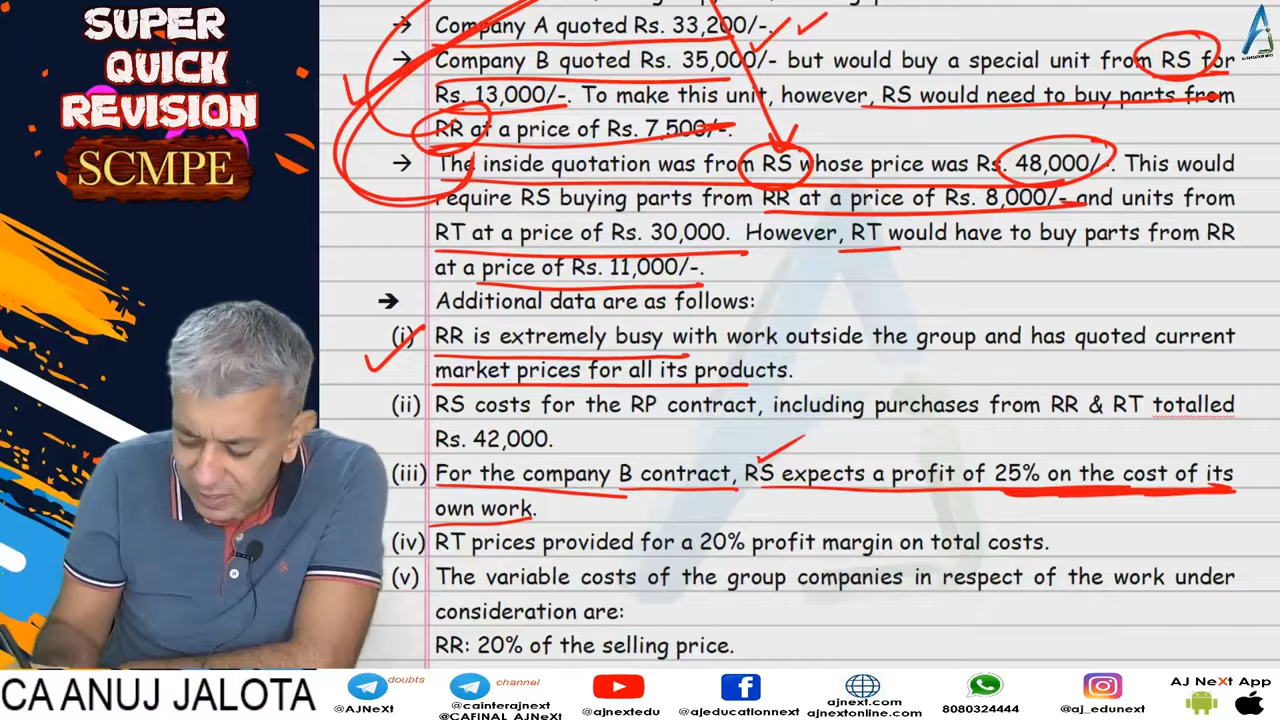 SUPER
QUICK
REVISION
SCMPE
→ Company A quoted Rs. 33,200/-.
→ Company B quoted Rs. 35,000/- but would buy a special unit from RS for
Rs. 13,000/-. To make this unit, however, RS would need to buy parts from
RR at a price of Rs. 7,500/-.
→ The inside quotation was from RS whose price was Rs. 48,000/-. This would
require RS buying parts from RR at a price of Rs. 8,000/- and units from
RT at a price of Rs. 30,000. However, RT would have to buy parts from RR
at a price of Rs. 11,000/-.
→ Additional data are as follows:
(i) RR is extremely busy with work outside the group and has quoted current
market prices for all its products.
(ii) RS costs for the RP contract, including purchases from RR & RT totalled
Rs. 42,000.
(iii) For the company B contract, RS expects a profit of 25% on the cost of its
own work.
(iv) RT prices provided for a 20% profit margin on total costs.
(v) The variable costs of the group companies in respect of the work under
consideration are:
RR: 20% of the selling price.
CA ANUJ JALOTA
doubts
@AJNeXt
channel
@cainterajnext
@CAFINAL_AJNeXt
@ajnextedu
@ajeducationnext
ajnext.com
ajnextonline.com
8080324444
@aj_edunext
AJ NeXt App